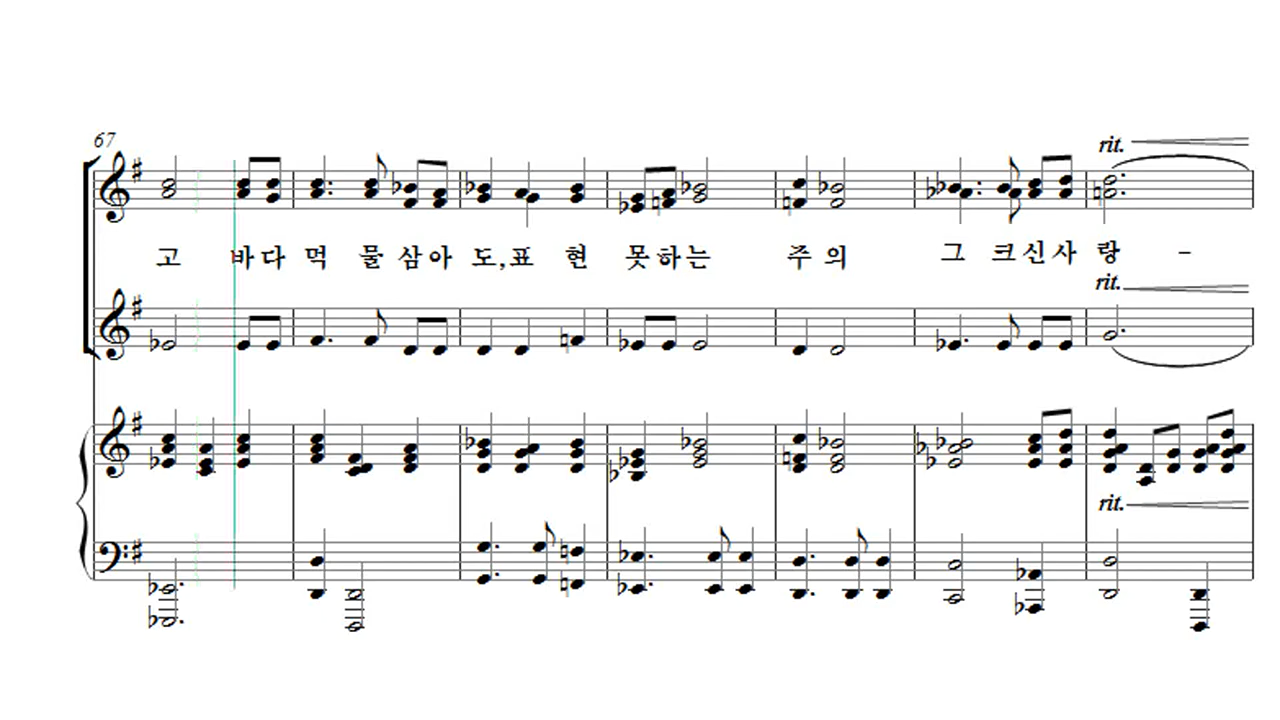 67
rit.
고 바다 먹 물 삼아 도,표 현 못하는 주 의 그 크신사 랑 -
rit.
rit.